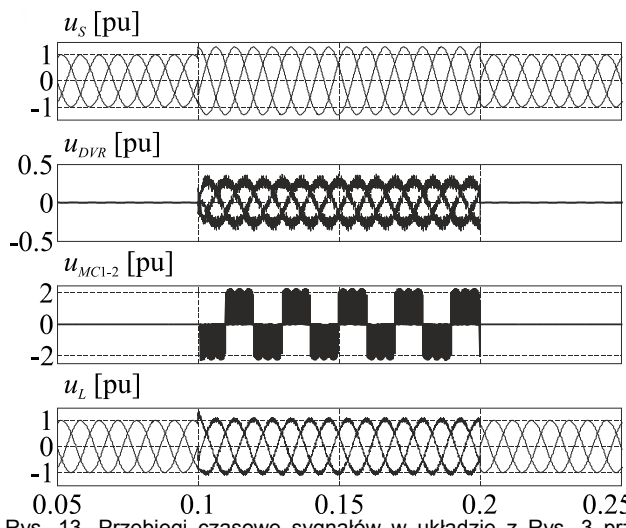 u_S [pu]
1
0
-1
u_DVR [pu]
0.5
0
-0.5
u_MC1-2 [pu]
2
0
-2
u_L [pu]
1
0
-1
0.05 0.1 0.15 0.2 0.25
Rys. 13. Przebiegi czasowe sygnałów w układzie z Rys. 3 prz